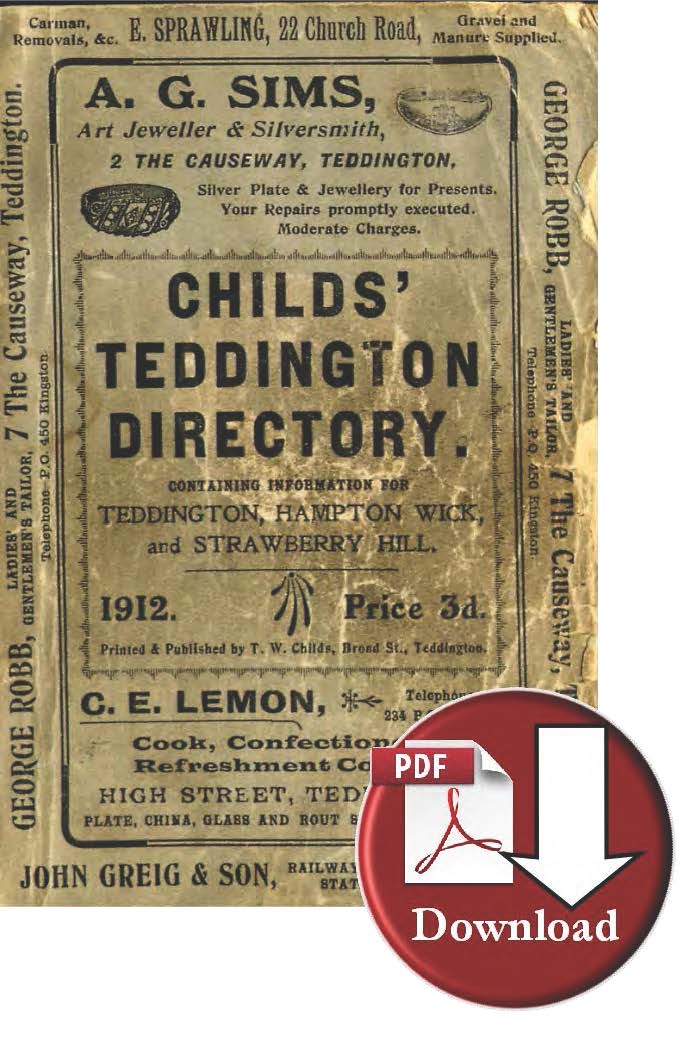 Carman,
Removals, &c.
E. SPRAWLING, 22 Church Road,
Gravel and
Manure Supplied.
GEORGE ROBB, LADIES' AND
GENTLEMEN'S TAILOR, 7 The Causeway, Teddington.
Telephone P.O. 450 Kingston.
A. G. SIMS,
Art Jeweller & Silversmith,
2 THE CAUSEWAY, TEDDINGTON,
Silver Plate & Jewellery for Presents.
Your Repairs promptly executed.
Moderate Charges.
CHILDS'
TEDDINGTON
DIRECTORY.
CONTAINING INFORMATION FOR
TEDDINGTON, HAMPTON WICK,
and STRAWBERRY HILL.
1912. Price 3d.
Printed & Published by T. W. Childs, Broad St., Teddington.
C. E. LEMON,
234
Cook,
Refreshment
HIGH STREET,
PLATE, CHINA, GLASS AND ROUT
JOHN GREIG & SON,
RAILWAY
GEORGE ROBB, LADIES' AND
GENTLEMEN'S TAILOR, 7 The Causeway,
Telephone P.O. 450 Kingston.
PDF
Download